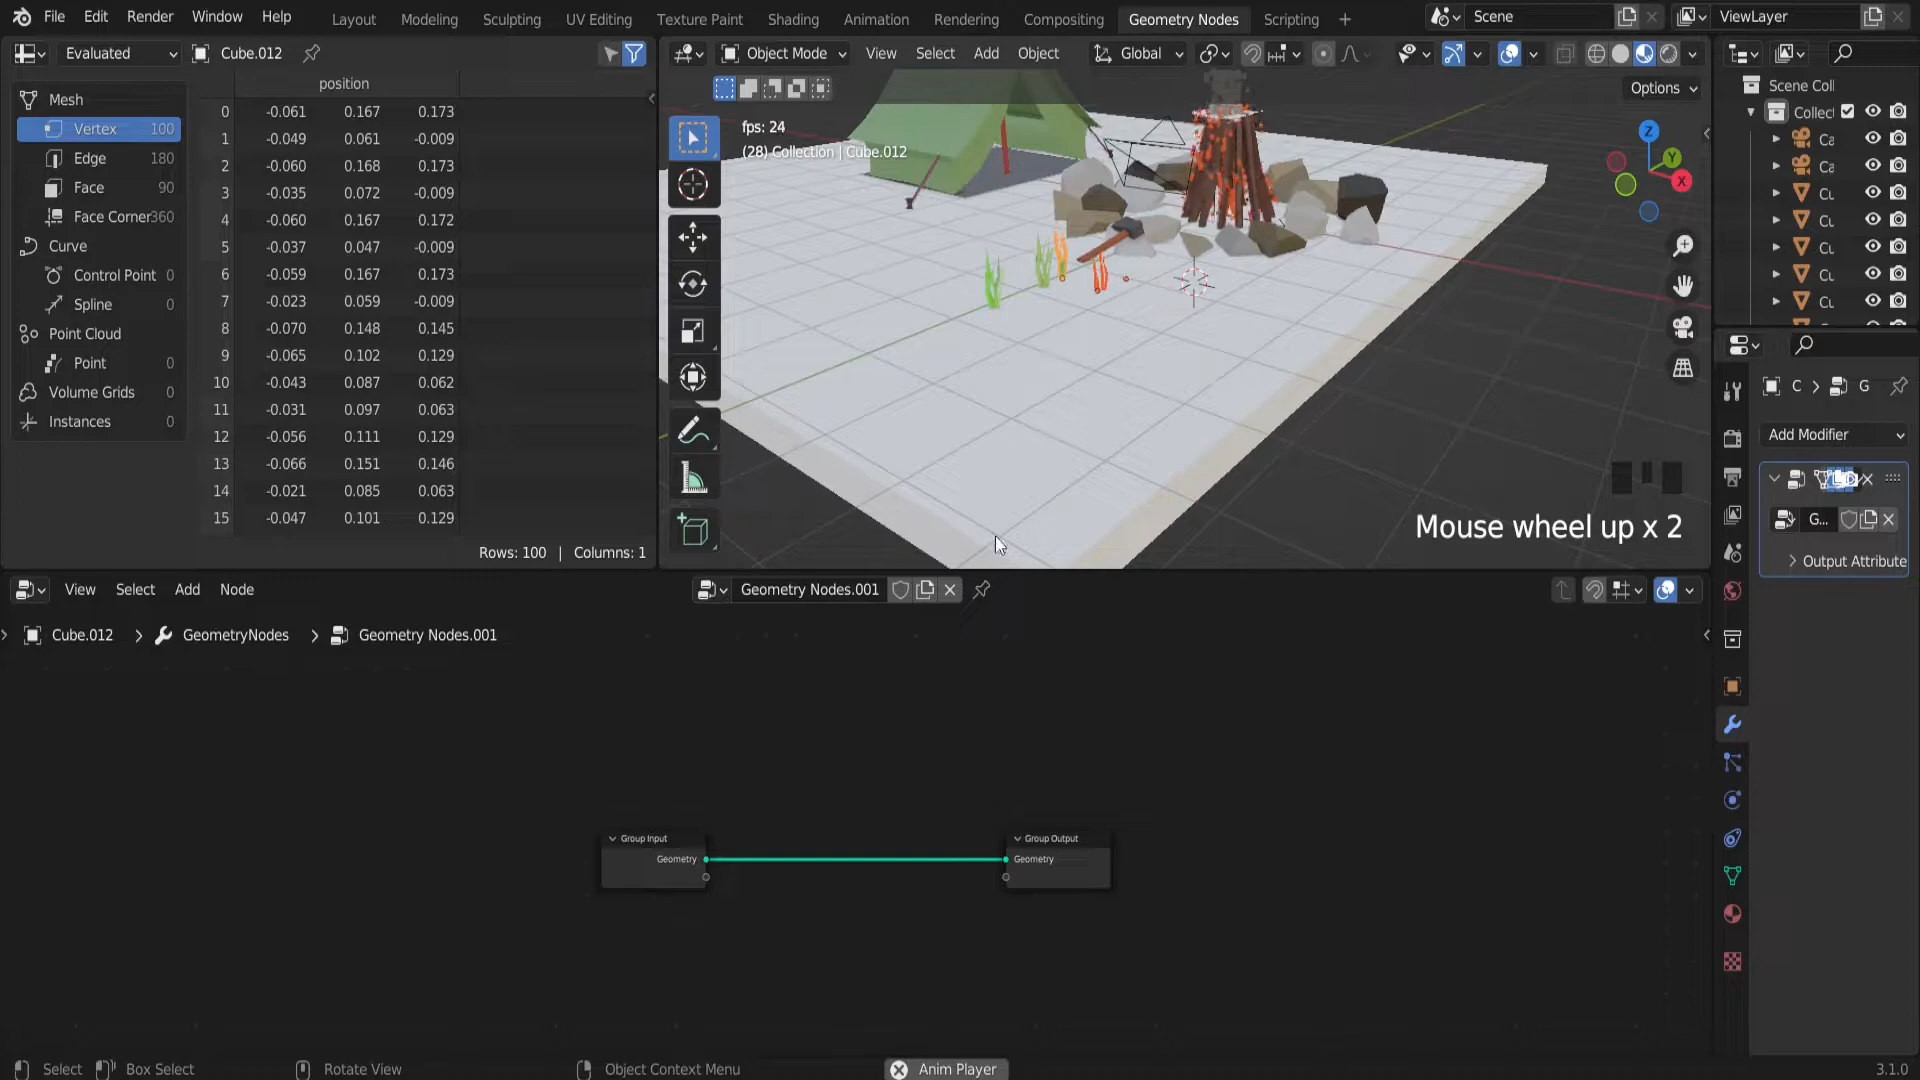 File Edit Render Window Help
Layout Modeling Sculpting UV Editing Texture Paint Shading Animation Rendering Compositing Geometry Nodes Scripting
Scene
ViewLayer
Evaluated
Cube.012
Object Mode View Select Add Object
Global
Options
Mesh
Vertex 100
Edge 180
Face 90
Face Corner 360
Curve
Control Point 0
Spline 0
Point Cloud
Point 0
Volume Grids 0
Instances 0
position
0 -0.061 0.167 0.173
1 -0.049 0.061 -0.009
2 -0.060 0.168 0.173
3 -0.035 0.072 -0.009
4 -0.060 0.167 0.172
5 -0.037 0.047 -0.009
6 -0.059 0.167 0.173
7 -0.023 0.059 -0.009
8 -0.070 0.148 0.145
9 -0.065 0.102 0.129
10 -0.043 0.087 0.062
11 -0.031 0.097 0.063
12 -0.056 0.111 0.129
13 -0.066 0.151 0.146
14 -0.021 0.085 0.063
15 -0.047 0.101 0.129
Rows: 100 | Columns: 1
fps: 24
(28) Collection | Cube.012
Z
Y
X
Mouse wheel up x 2
Scene Coll
Collect
Ca
Ca
Cu
Cu
Cu
Cu
Cu
C > G
Add Modifier
G...
Output Attribute
View Select Add Node
Geometry Nodes.001
Cube.012 > GeometryNodes > Geometry Nodes.001
Group Input
Geometry
Group Output
Geometry
Select Box Select Rotate View Object Context Menu Anim Player 3.1.0